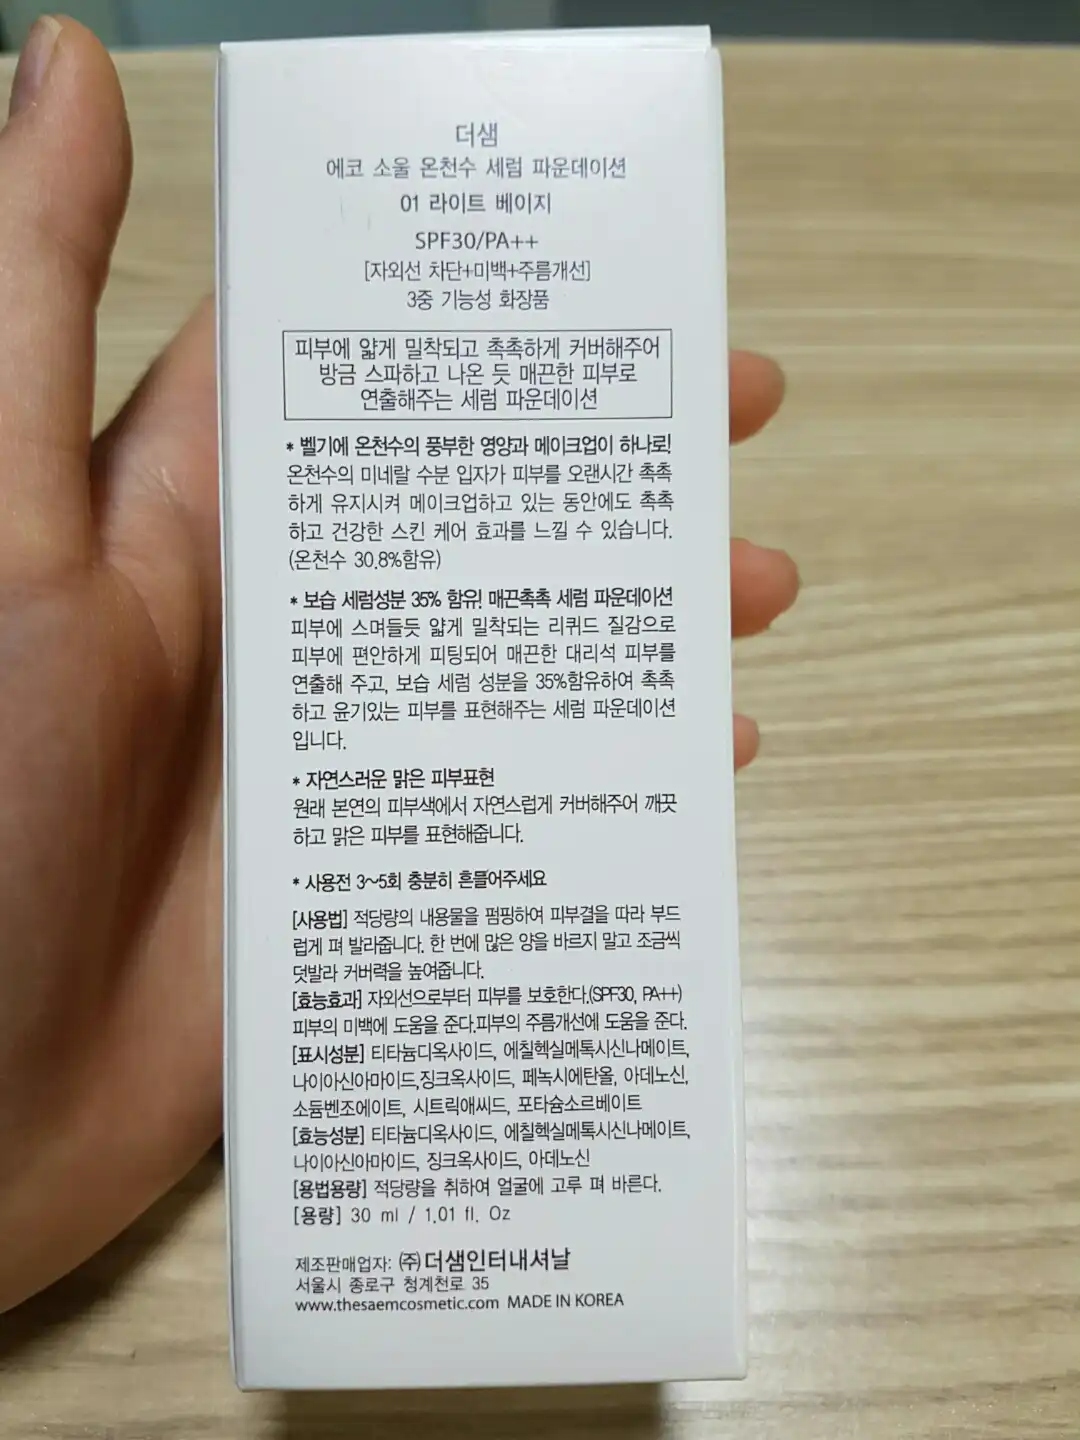 더샘
에코 소울 온천수 세럼 파운데이션
01 라이트 베이지
SPF30/PA++
[자외선 차단+미백+주름개선]
3중 기능성 화장품
피부에 얇게 밀착되고 촉촉하게 커버해주어
방금 스파하고 나온 듯 매끈한 피부로
연출해주는 세럼 파운데이션
* 벨기에 온천수의 풍부한 영양과 메이크업이 하나로!
온천수의 미네랄 수분 입자가 피부를 오랜시간 촉촉
하게 유지시켜 메이크업하고 있는 동안에도 촉촉
하고 건강한 스킨 케어 효과를 느낄 수 있습니다.
(온천수 30.8%함유)
* 보습 세럼성분 35% 함유! 매끈촉촉 세럼 파운데이션
피부에 스며들듯 얇게 밀착되는 리퀴드 질감으로
피부에 편안하게 피팅되어 매끈한 대리석 피부를
연출해 주고, 보습 세럼 성분을 35%함유하여 촉촉
하고 윤기있는 피부를 표현해주는 세럼 파운데이션
입니다.
* 자연스러운 맑은 피부표현
원래 본연의 피부색에서 자연스럽게 커버해주어 깨끗
하고 맑은 피부를 표현해줍니다.
* 사용전 3~5회 충분히 흔들어주세요
[사용법] 적당량의 내용물을 펌핑하여 피부결을 따라 부드
럽게 펴 발라줍니다. 한 번에 많은 양을 바르지 말고 조금씩
덧발라 커버력을 높여줍니다.
[효능효과] 자외선으로부터 피부를 보호한다.(SPF30, PA++)
피부의 미백에 도움을 준다.피부의 주름개선에 도움을 준다.
[표시성분] 티타늄디옥사이드, 에칠헥실메톡시신나메이트,
나이아신아마이드,징크옥사이드, 페녹시에탄올, 아데노신,
소듐벤조에이트, 시트릭애씨드, 포타슘소르베이트
[효능성분] 티타늄디옥사이드, 에칠헥실메톡시신나메이트,
나이아신아마이드, 징크옥사이드, 아데노신
[용법용량] 적당량을 취하여 얼굴에 고루 펴 바른다.
[용량] 30 ml / 1.01 fl. Oz
제조판매업자: ㈜더샘인터내셔날
서울시 종로구 청계천로 35
www.thesaemcosmetic.com MADE IN KOREA